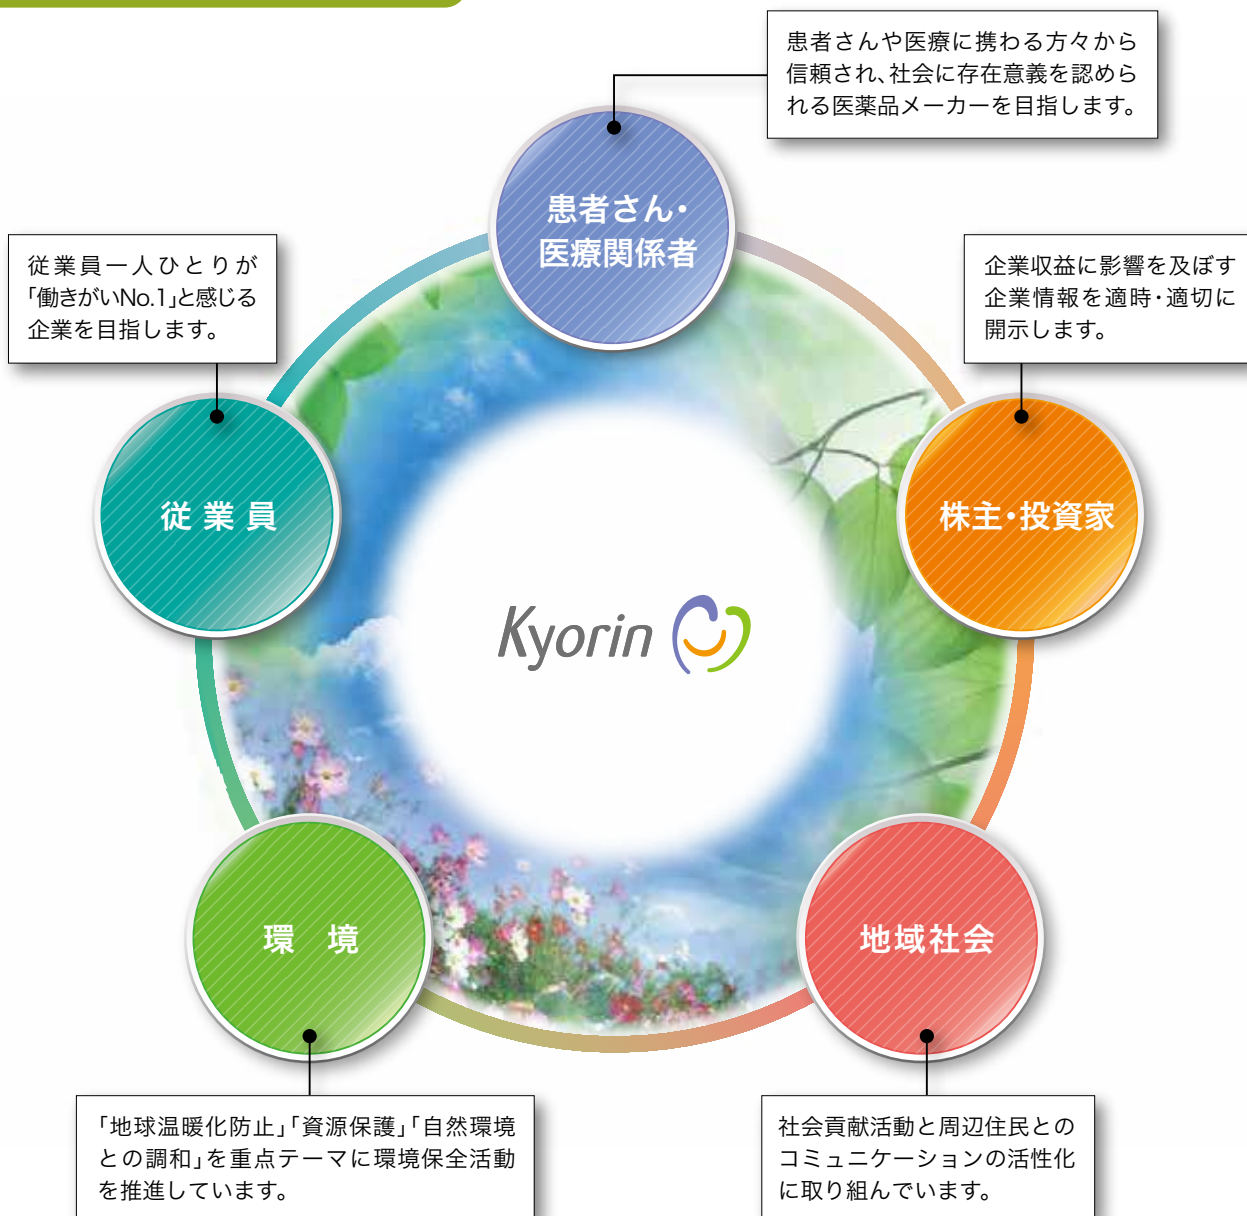 患者さんや医療に携わる方々から
信頼され、社会に存在意義を認めら
れる医薬品メーカーを目指します。
患者さん・
医療関係者
従業員一人ひとりが
「働きがいNo.1」と感じる
企業を目指します。
企業収益に影響を及ぼす
企業情報を適時・適切に
開示します。
従業員
株主・投資家
Kyorin
環 境
地域社会
「地球温暖化防止」「資源保護」「自然環境
との調和」を重点テーマに環境保全活動
を推進しています。
社会貢献活動と周辺住民との
コミュニケーションの活性化
に取り組んでいます。